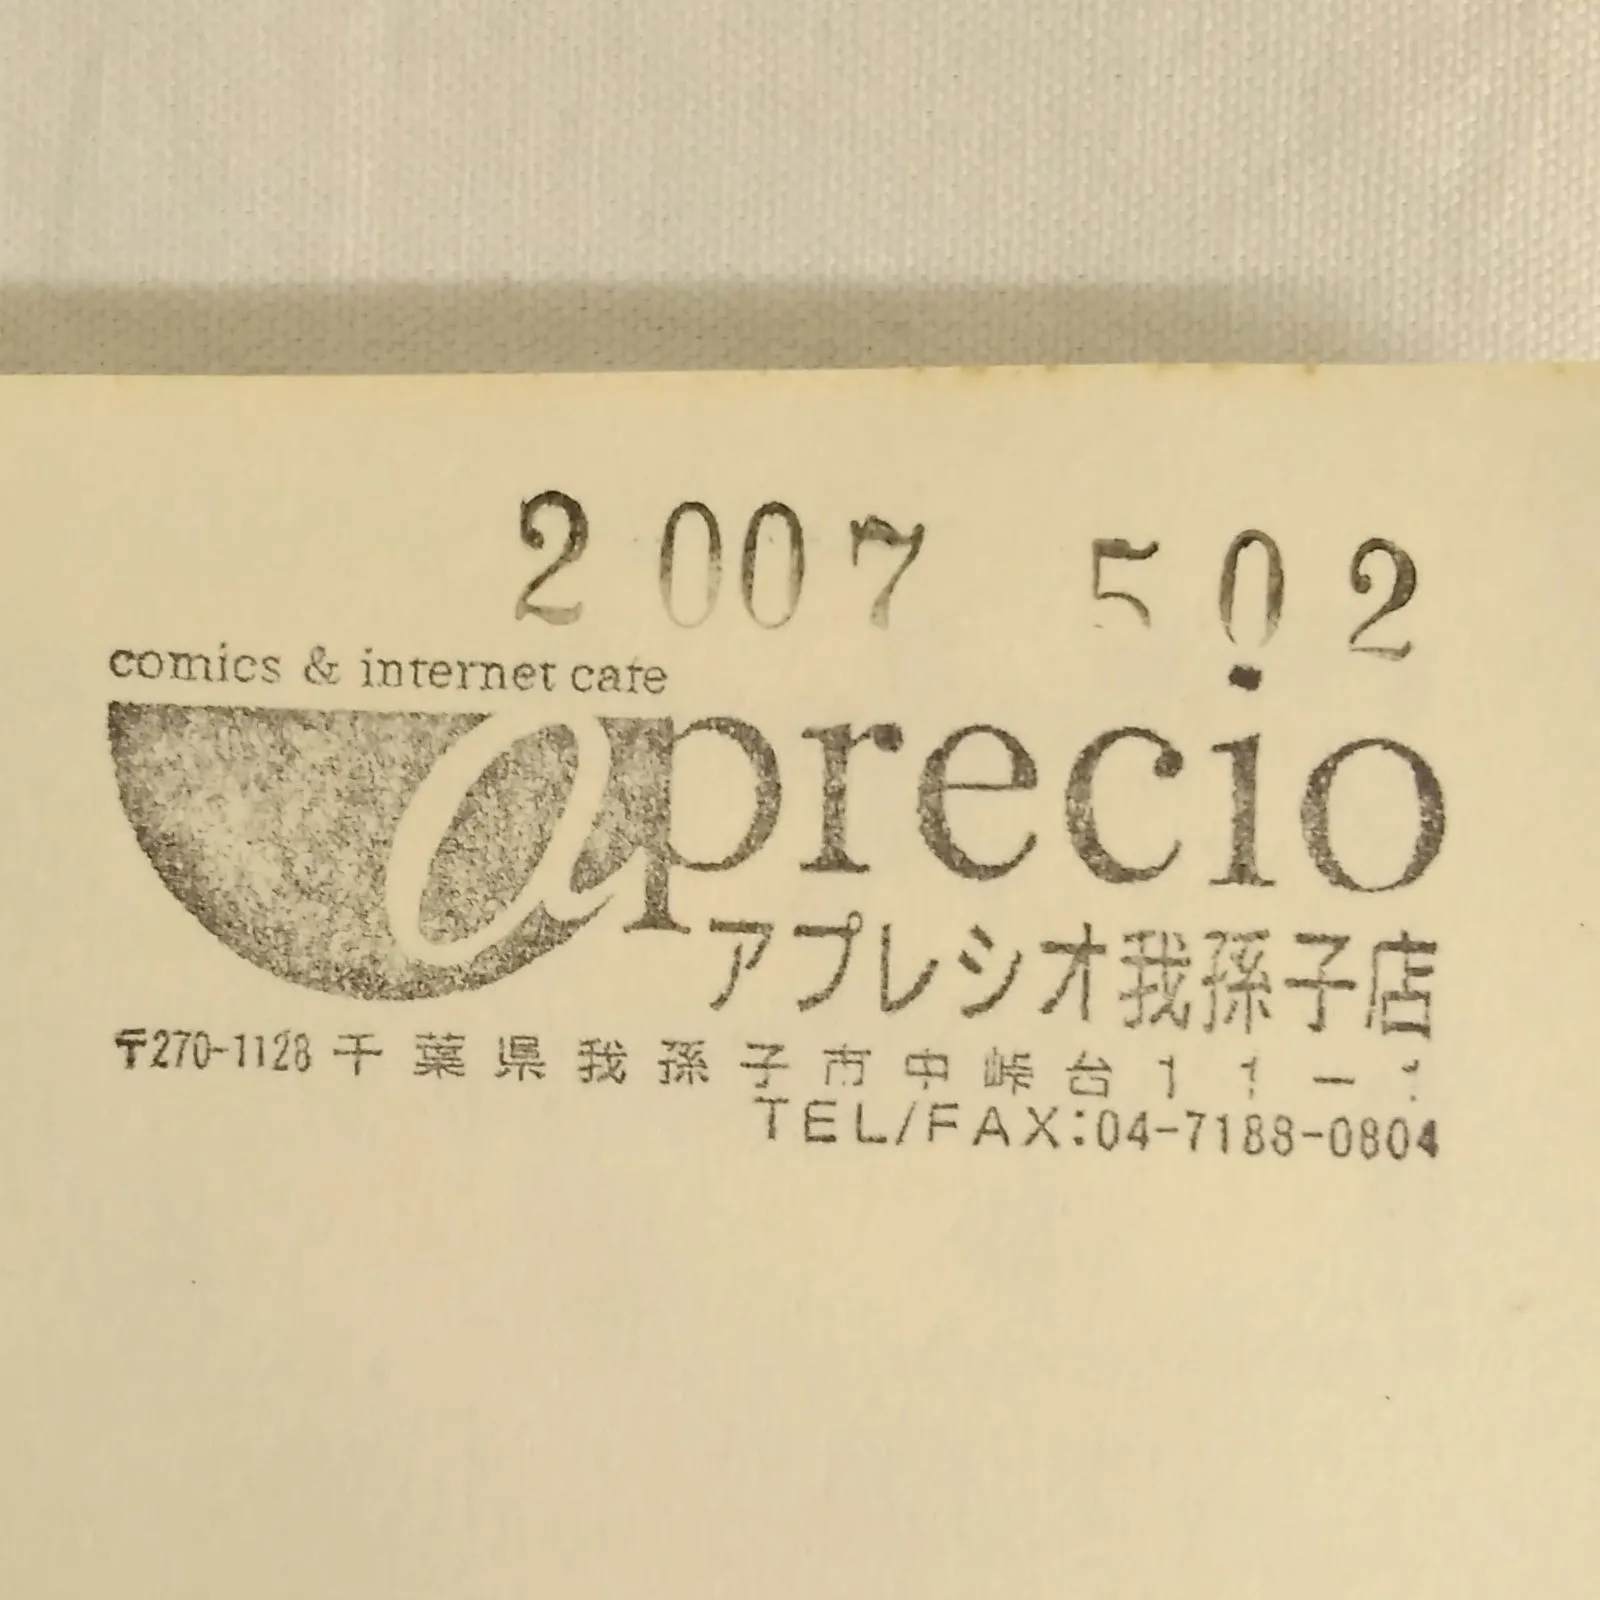 2007 502
comics & internet cafe
@precio
アプレシオ我孫子店
〒270-1128 千葉県我孫子市中峠台11-1
TEL/FAX:04-7188-0804